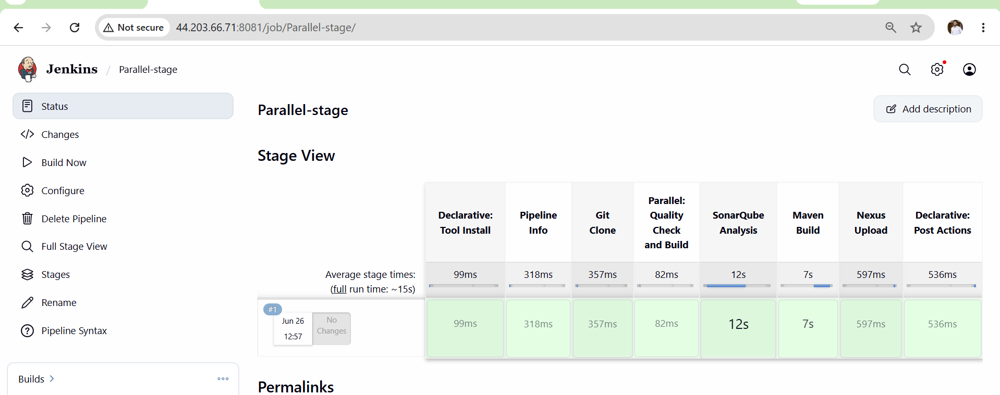 Not secure 44.203.66.71:8081/job/Parallel-stage/
Jenkins / Parallel-stage
Status
Changes
Build Now
Configure
Delete Pipeline
Full Stage View
Stages
Rename
Pipeline Syntax
Builds
Parallel-stage
Add description
Stage View
Declarative:
Tool Install
Pipeline
Info
Git
Clone
Parallel:
Quality
Check
and Build
SonarQube
Analysis
Maven
Build
Nexus
Upload
Declarative:
Post Actions
Average stage times:
(full run time: ~15s)
99ms 318ms 357ms 82ms 12s 7s 597ms 536ms
#1
Jun 26
12:57
No
Changes
99ms 318ms 357ms 82ms 12s 7s 597ms 536ms
Permalinks